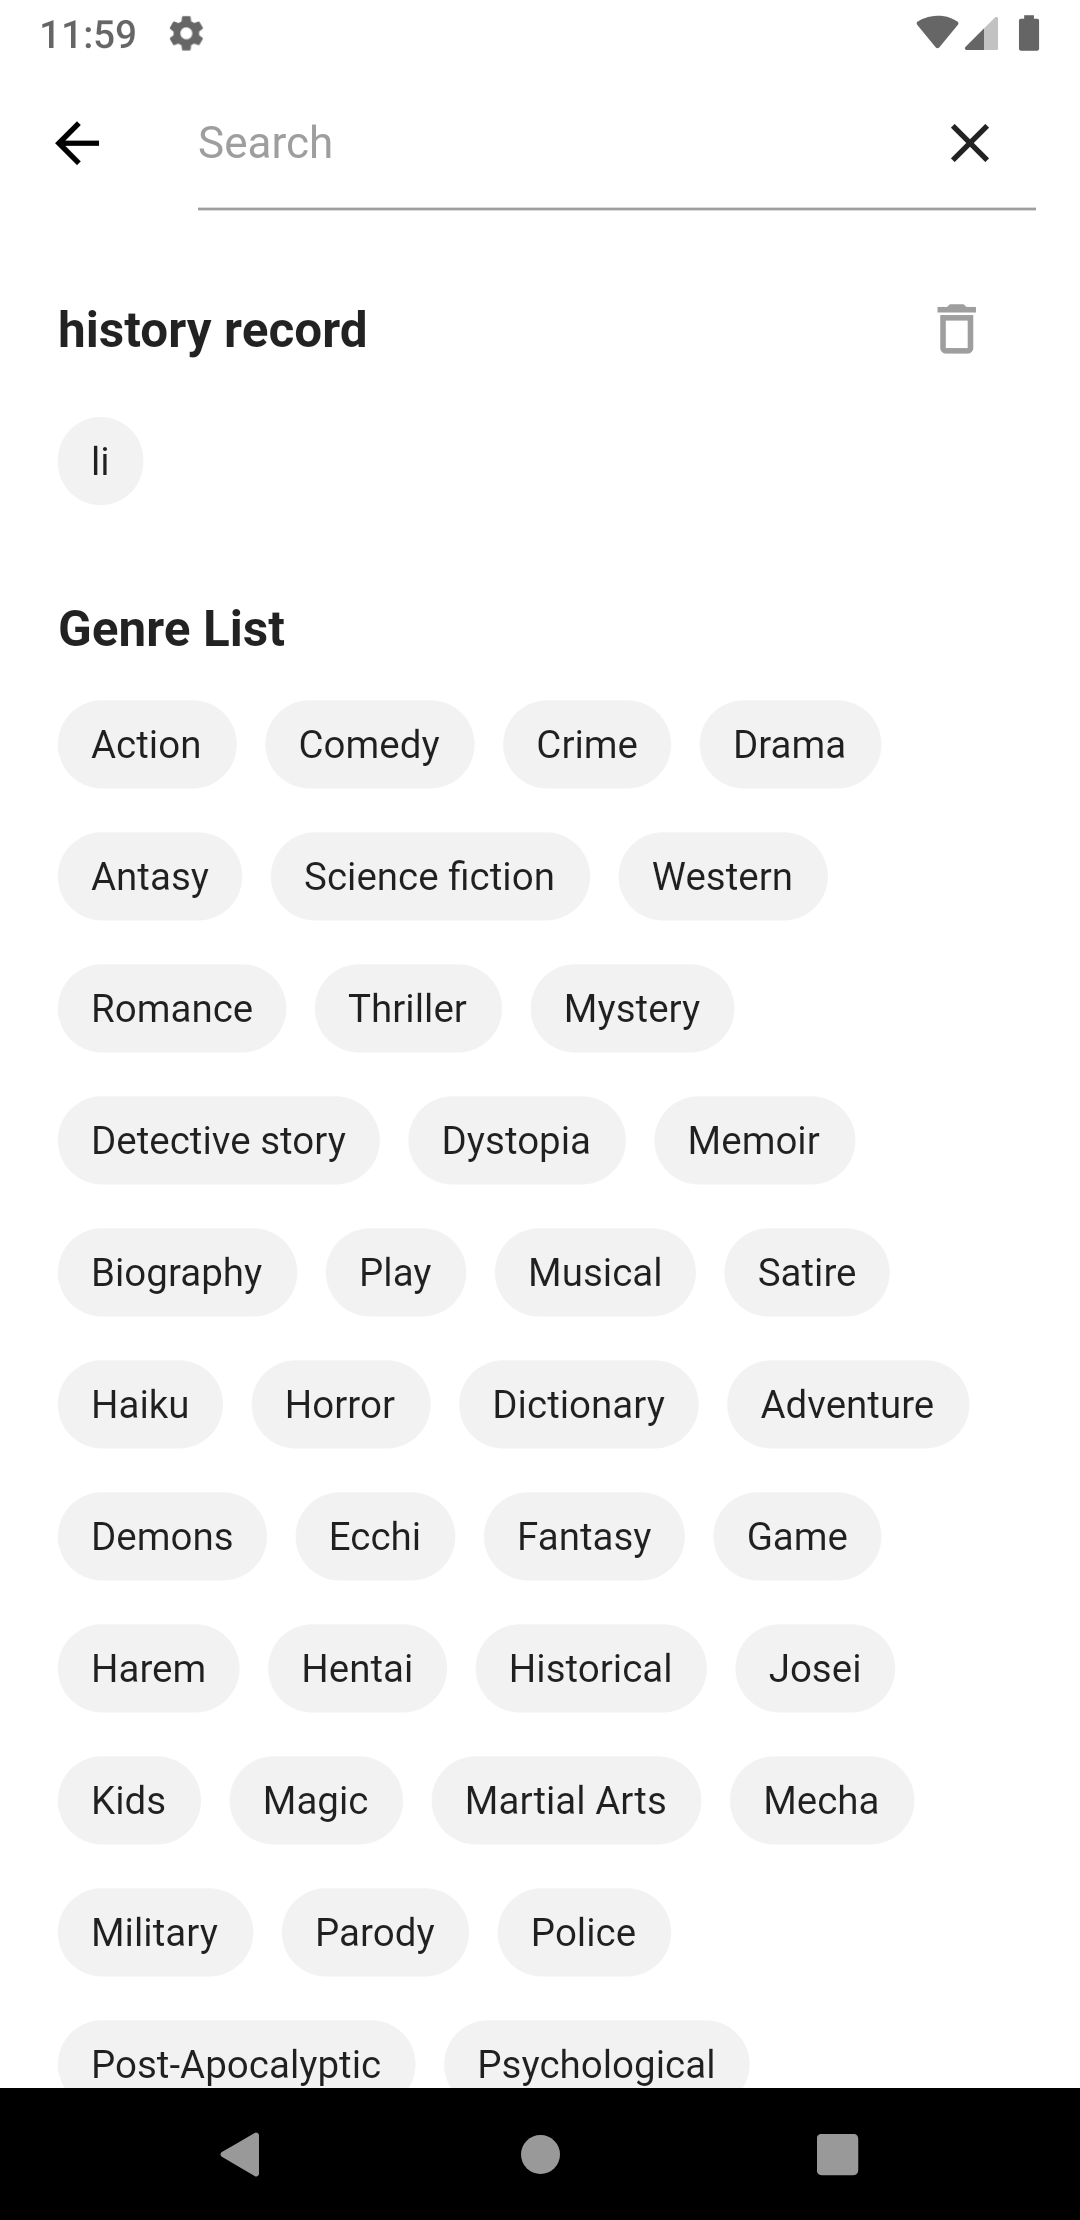 11:59
Search
history record
li
Genre List
Action Comedy Crime Drama
Antasy Science fiction Western
Romance Thriller Mystery
Detective story Dystopia Memoir
Biography Play Musical Satire
Haiku Horror Dictionary Adventure
Demons Ecchi Fantasy Game
Harem Hentai Historical Josei
Kids Magic Martial Arts Mecha
Military Parody Police
Post-Apocalyptic Psychological